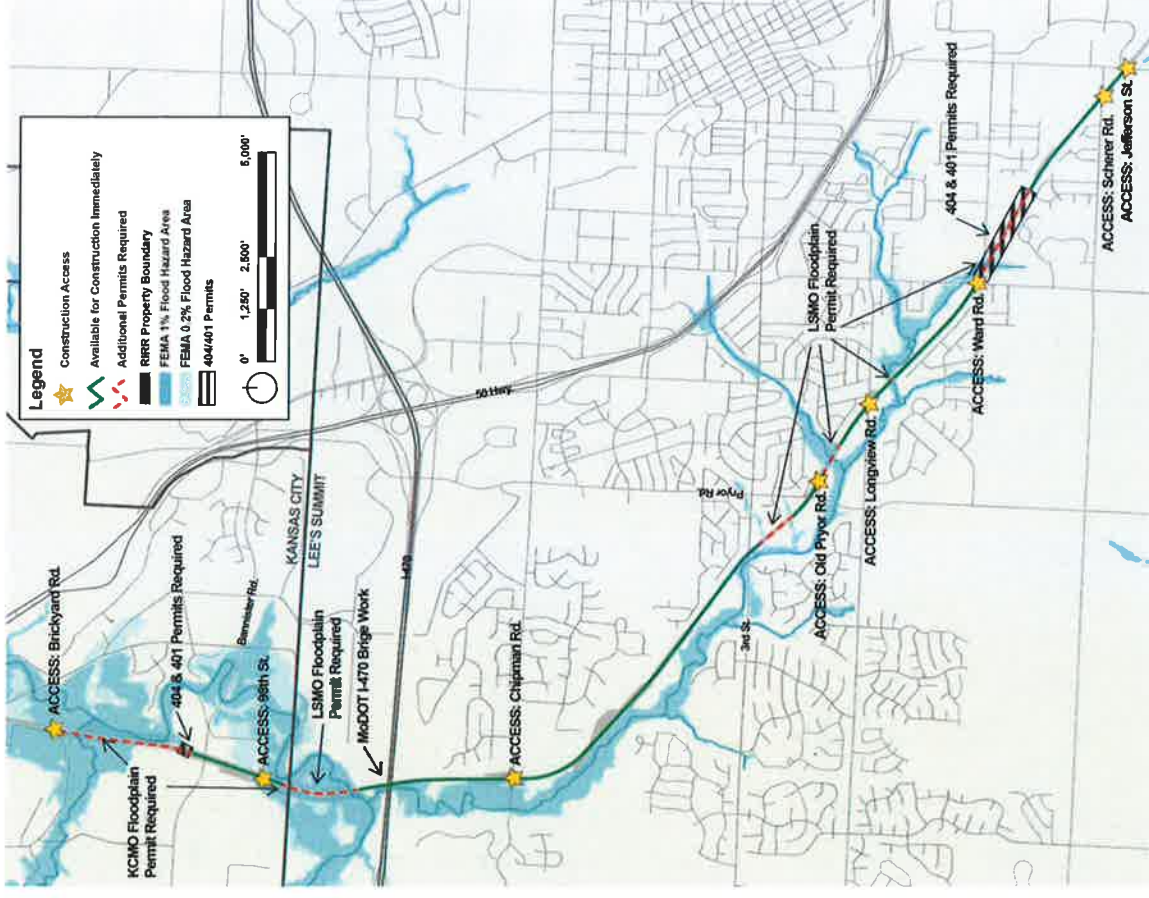 Legend
Construction Access
Available for Construction Immediately
Additional Permits Required
RIRR Property Boundary
FEMA 1% Flood Hazard Area
FEMA 0.2% Flood Hazard Area
404/401 Permits
0' 1,250' 2,500' 5,000'
ACCESS: Brickyard Rd.
404 & 401 Permits Required
KCMO Floodplain
Permit Required
Bannister Rd.
ACCESS: 98th St.
KANSAS CITY
LEE'S SUMMIT
LSMO Floodplain
Permit Required
MoDOT I-470 Brige Work
I-470
50 Hwy.
ACCESS: Chipman Rd.
3rd St.
Pryor Rd.
ACCESS: Old Pryor Rd.
LSMO Floodplain
Permit Required
ACCESS: Longview Rd.
ACCESS: Ward Rd.
404 & 401 Permits Required
ACCESS: Scherer Rd.
ACCESS: Jefferson St.